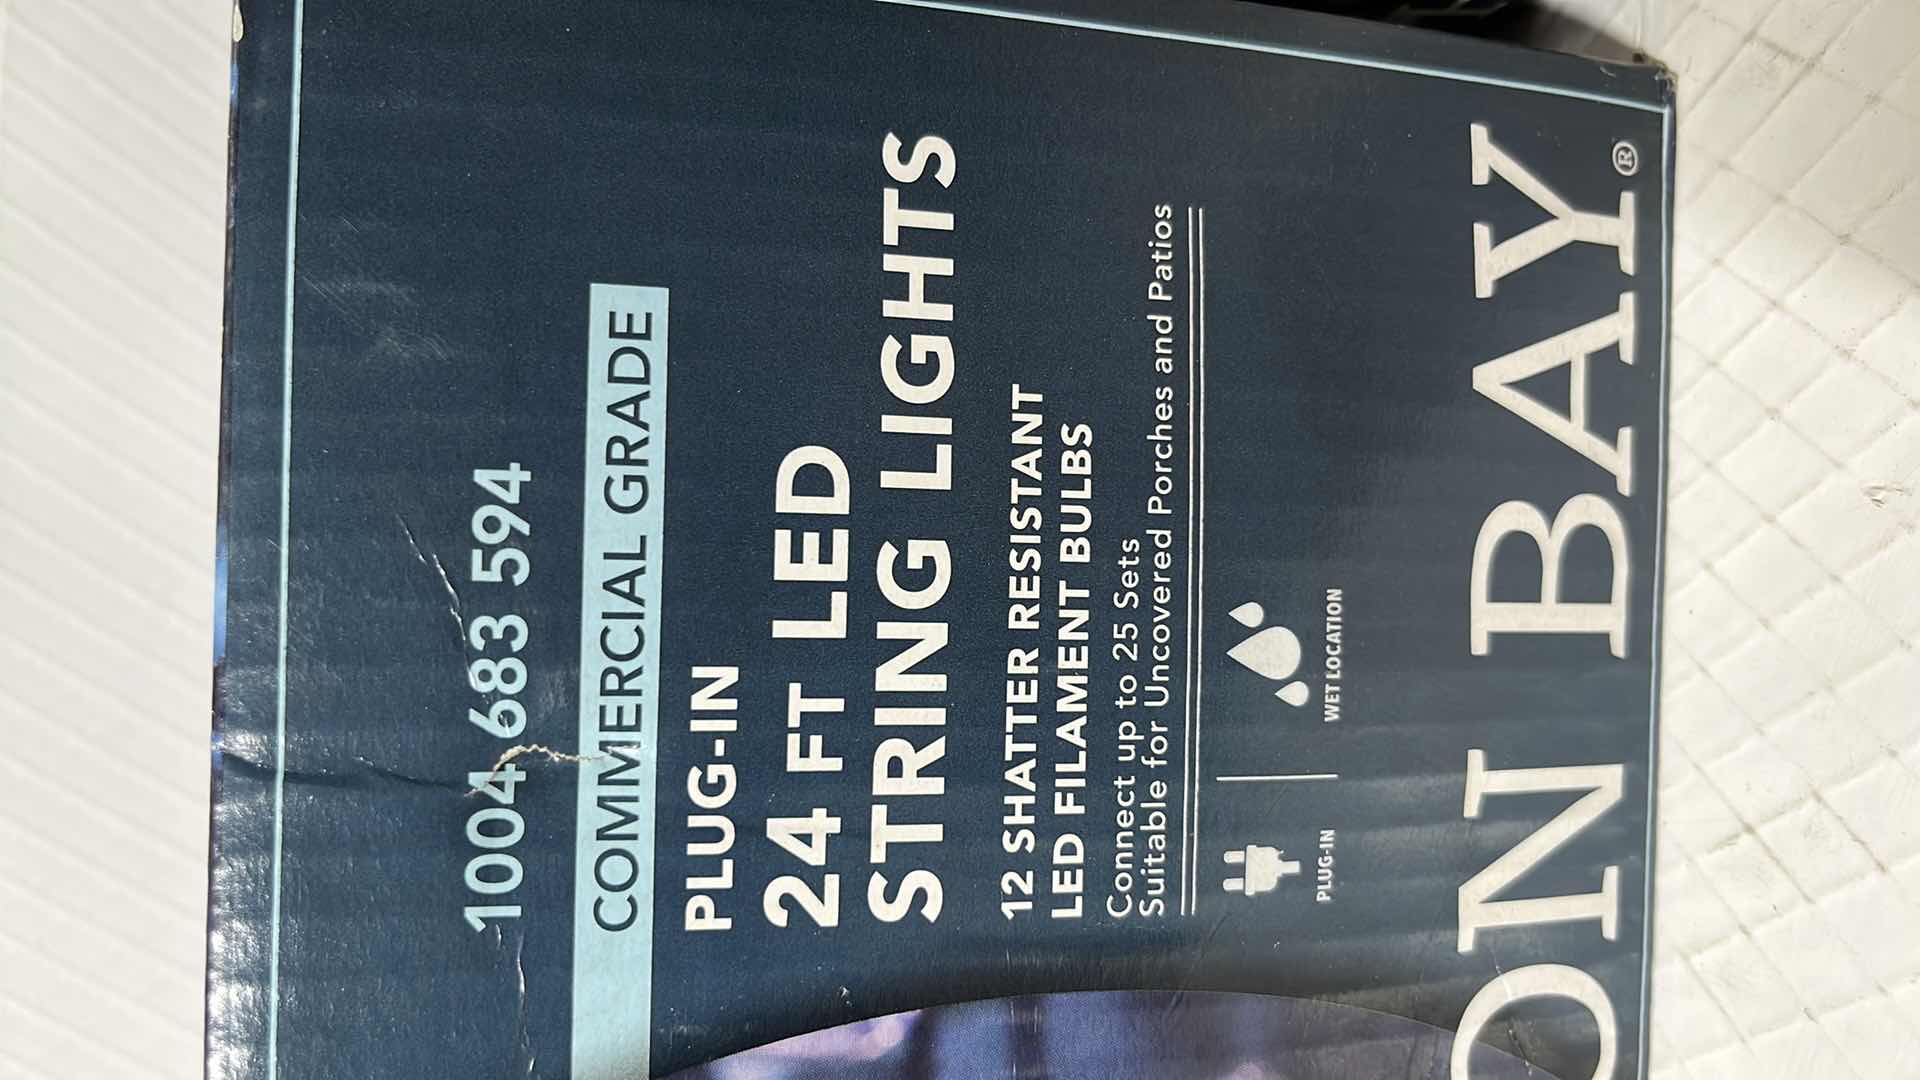 1004 683 594
COMMERCIAL GRADE
PLUG-IN
24 FT LED
STRING LIGHTS
12 SHATTER RESISTANT
LED FILAMENT BULBS
Connect up to 25 Sets
Suitable for Uncovered Porches and Patios
PLUG-IN
WET LOCATION
ON BAY®